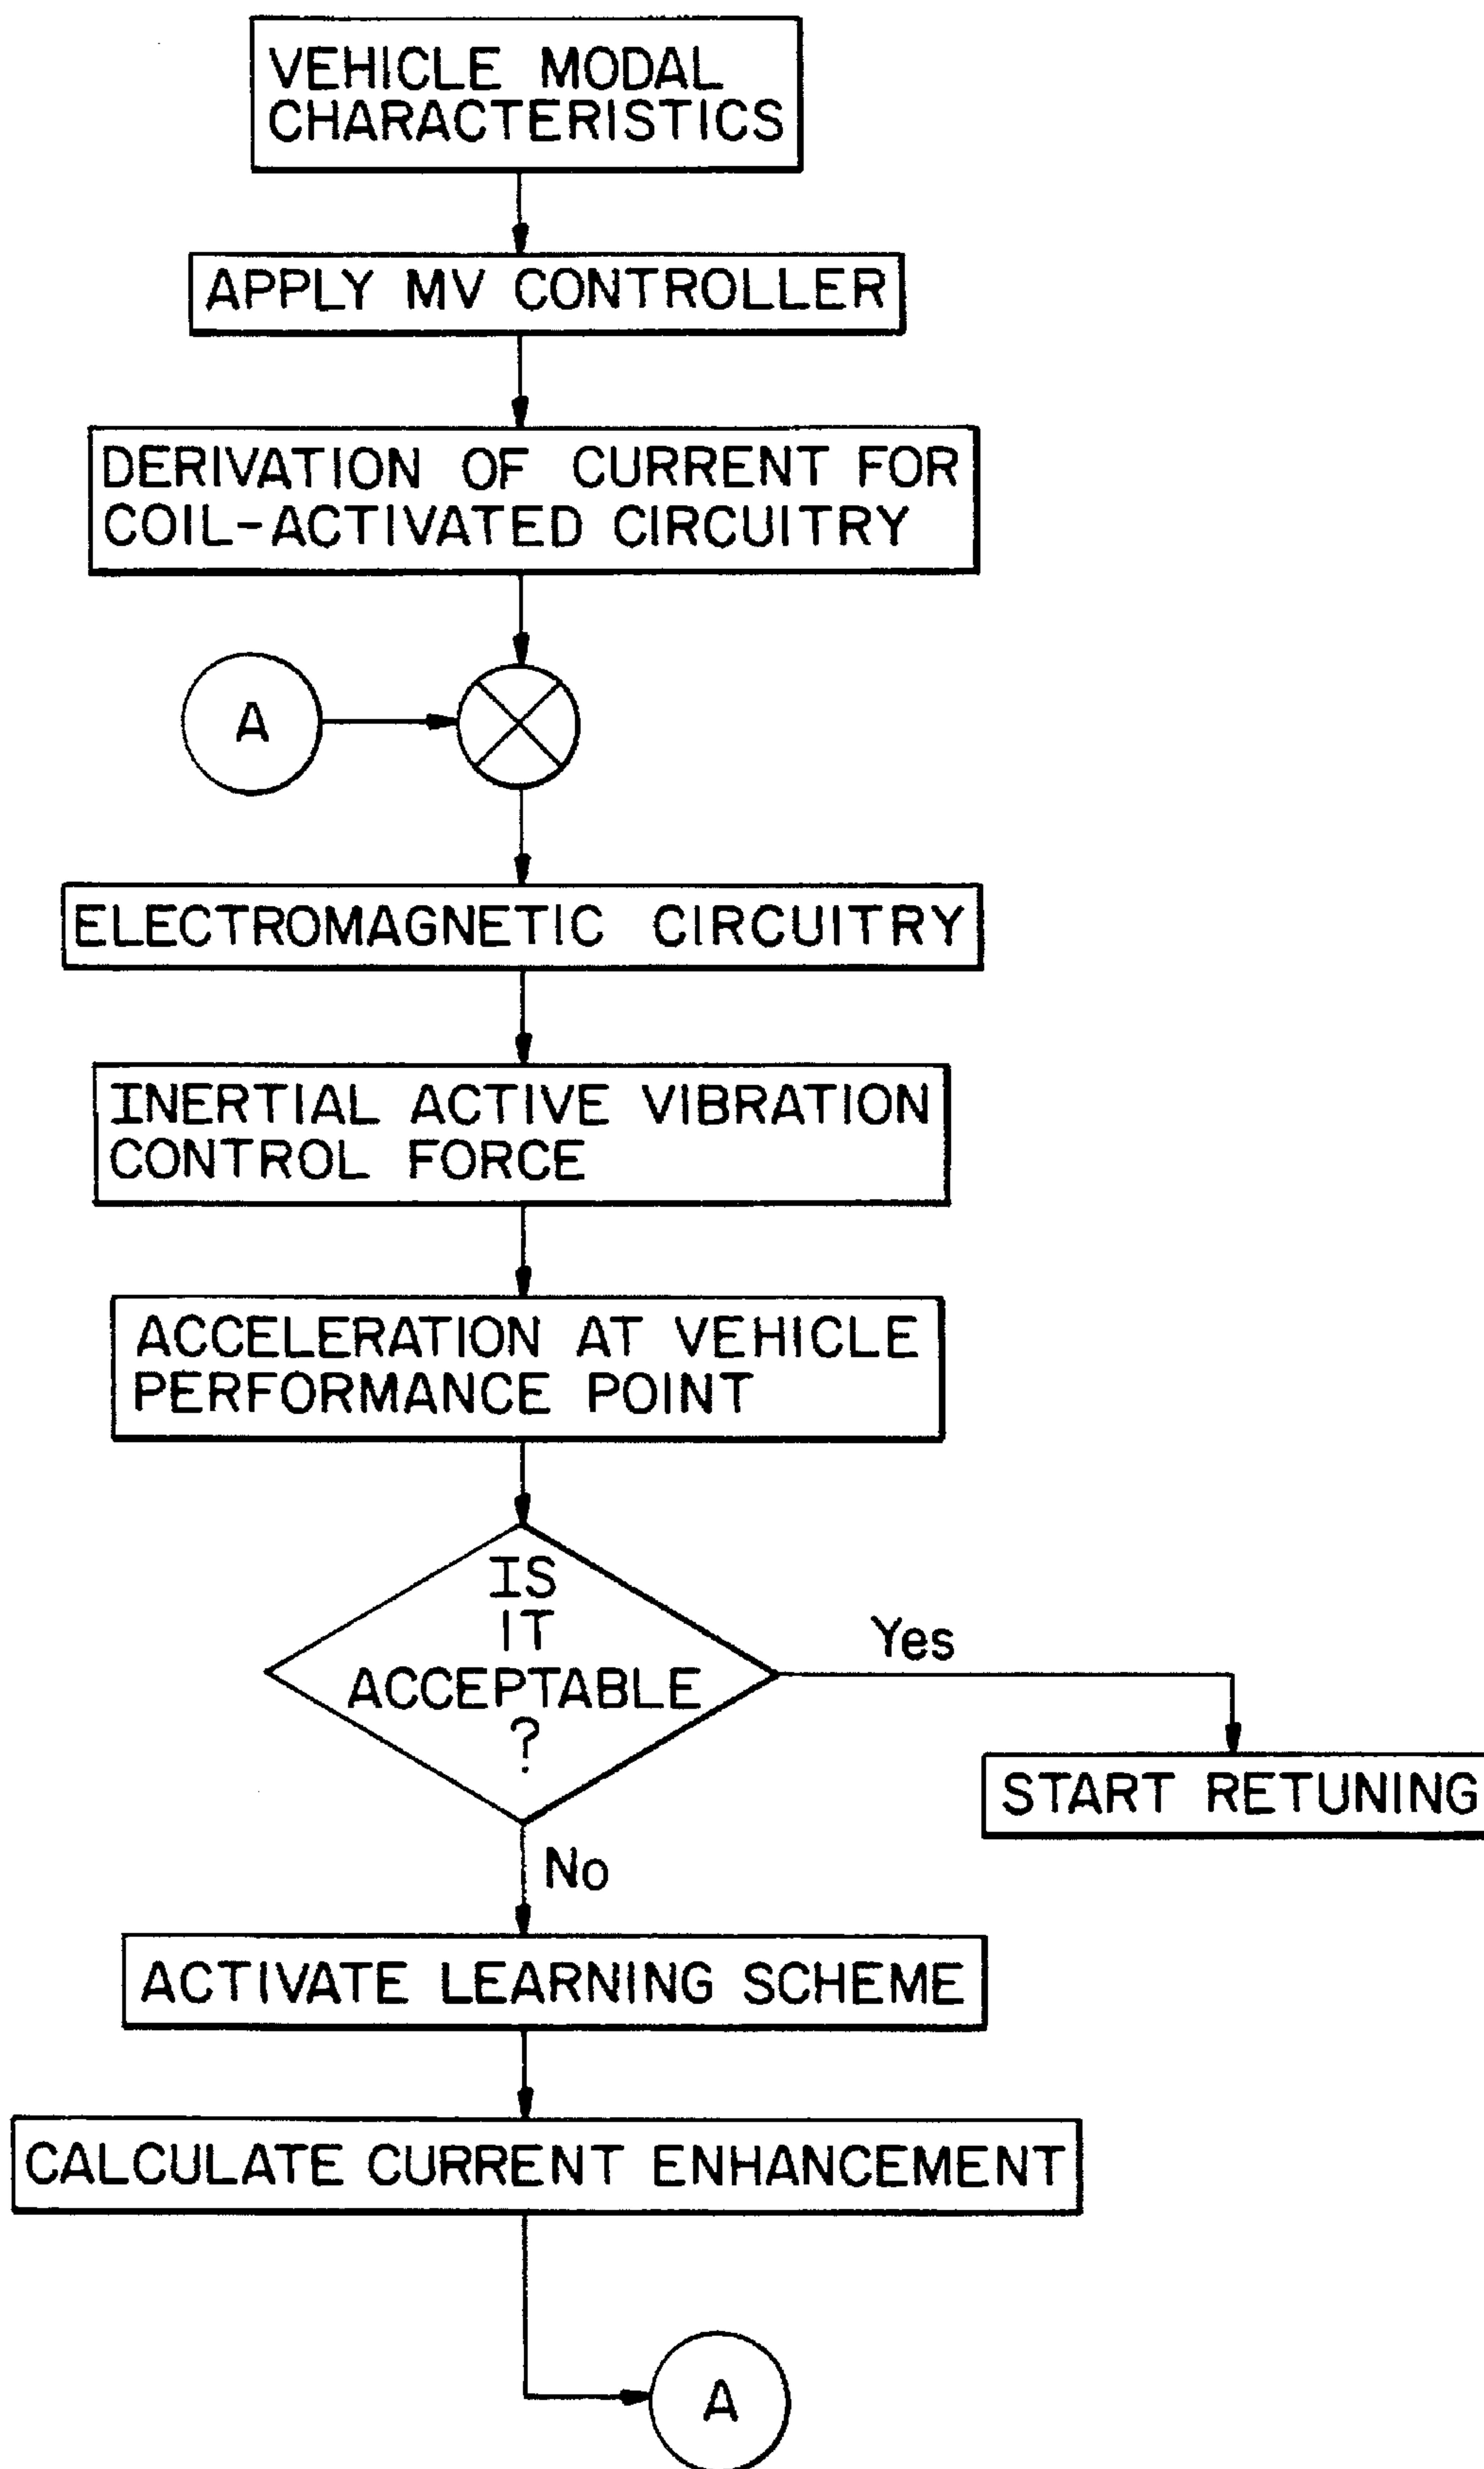 VEHICLE MODAL
CHARACTERISTICS
APPLY MV CONTROLLER
DERIVATION OF CURRENT FOR
COIL-ACTIVATED CIRCUITRY
A
ELECTROMAGNETIC CIRCUITRY
INERTIAL ACTIVE VIBRATION
CONTROL FORCE
ACCELERATION AT VEHICLE
PERFORMANCE POINT
IS
IT
ACCEPTABLE
?
Yes
START RETUNING
No
ACTIVATE LEARNING SCHEME
CALCULATE CURRENT ENHANCEMENT
A